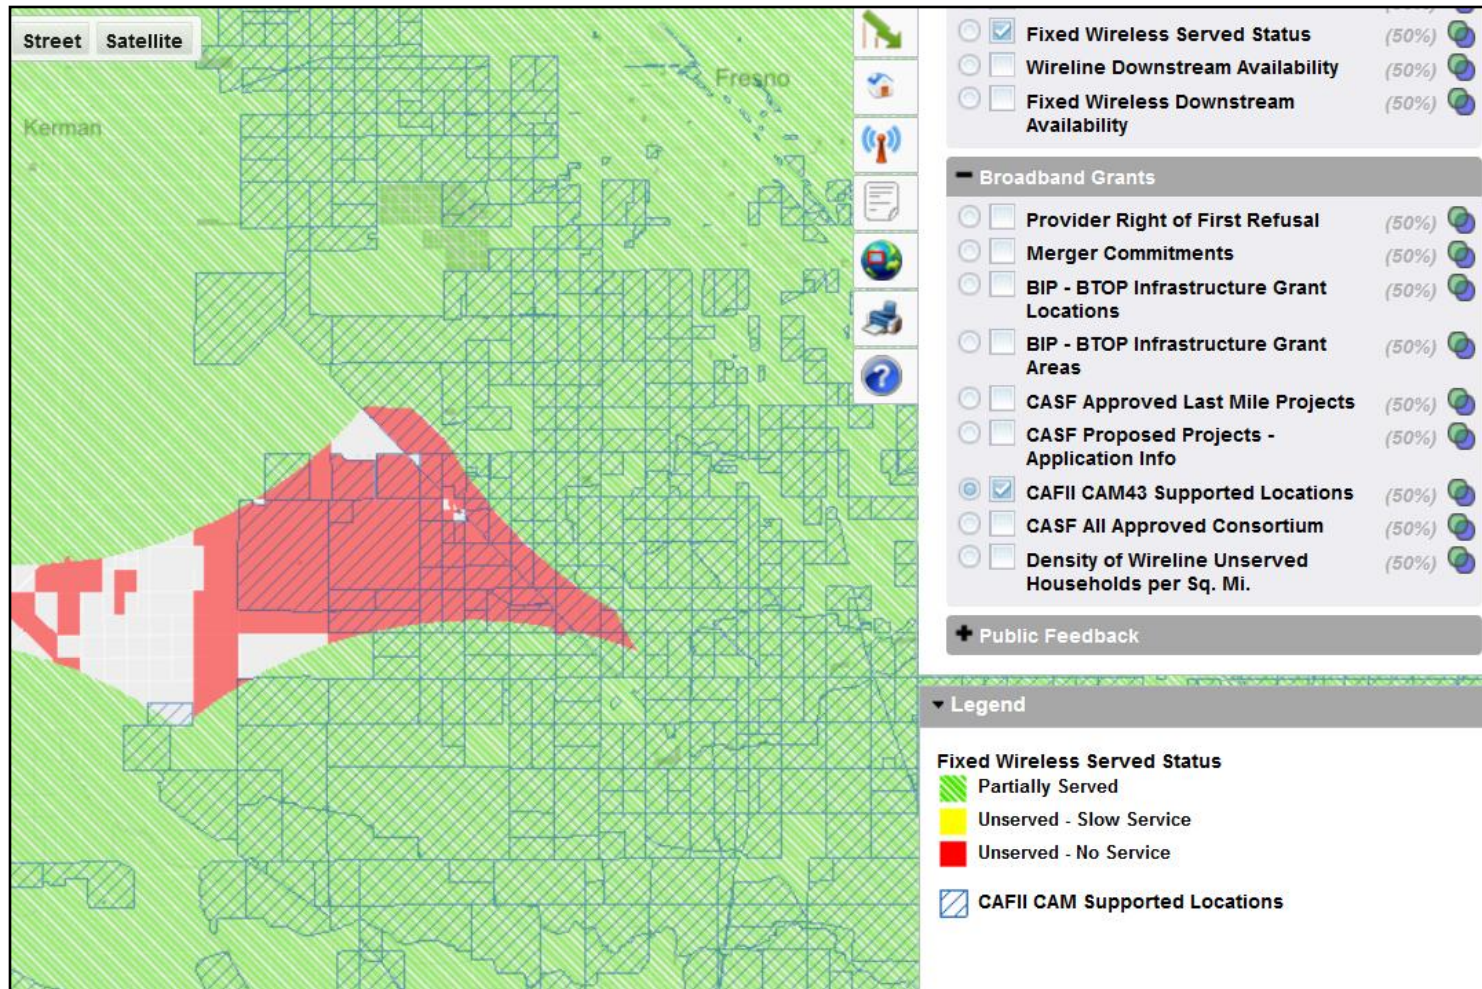 Street Satellite
Fresno
Kerman
Fixed Wireless Served Status (50%)
Wireline Downstream Availability (50%)
Fixed Wireless Downstream (50%)
Availability
Broadband Grants
Provider Right of First Refusal (50%)
Merger Commitments (50%)
BIP - BTOP Infrastructure Grant (50%)
Locations
BIP - BTOP Infrastructure Grant (50%)
Areas
CASF Approved Last Mile Projects (50%)
CASF Proposed Projects - (50%)
Application Info
CAFII CAM43 Supported Locations (50%)
CASF All Approved Consortium (50%)
Density of Wireline Unserved (50%)
Households per Sq. Mi.
Public Feedback
Legend
Fixed Wireless Served Status
Partially Served
Unserved - Slow Service
Unserved - No Service
CAFII CAM Supported Locations